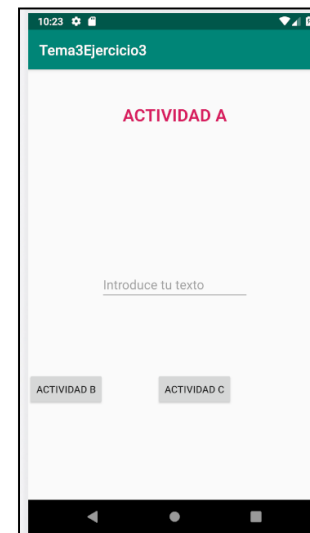 10:23
Tema3Ejercicio3
ACTIVIDAD A
Introduce tu texto
ACTIVIDAD B ACTIVIDAD C